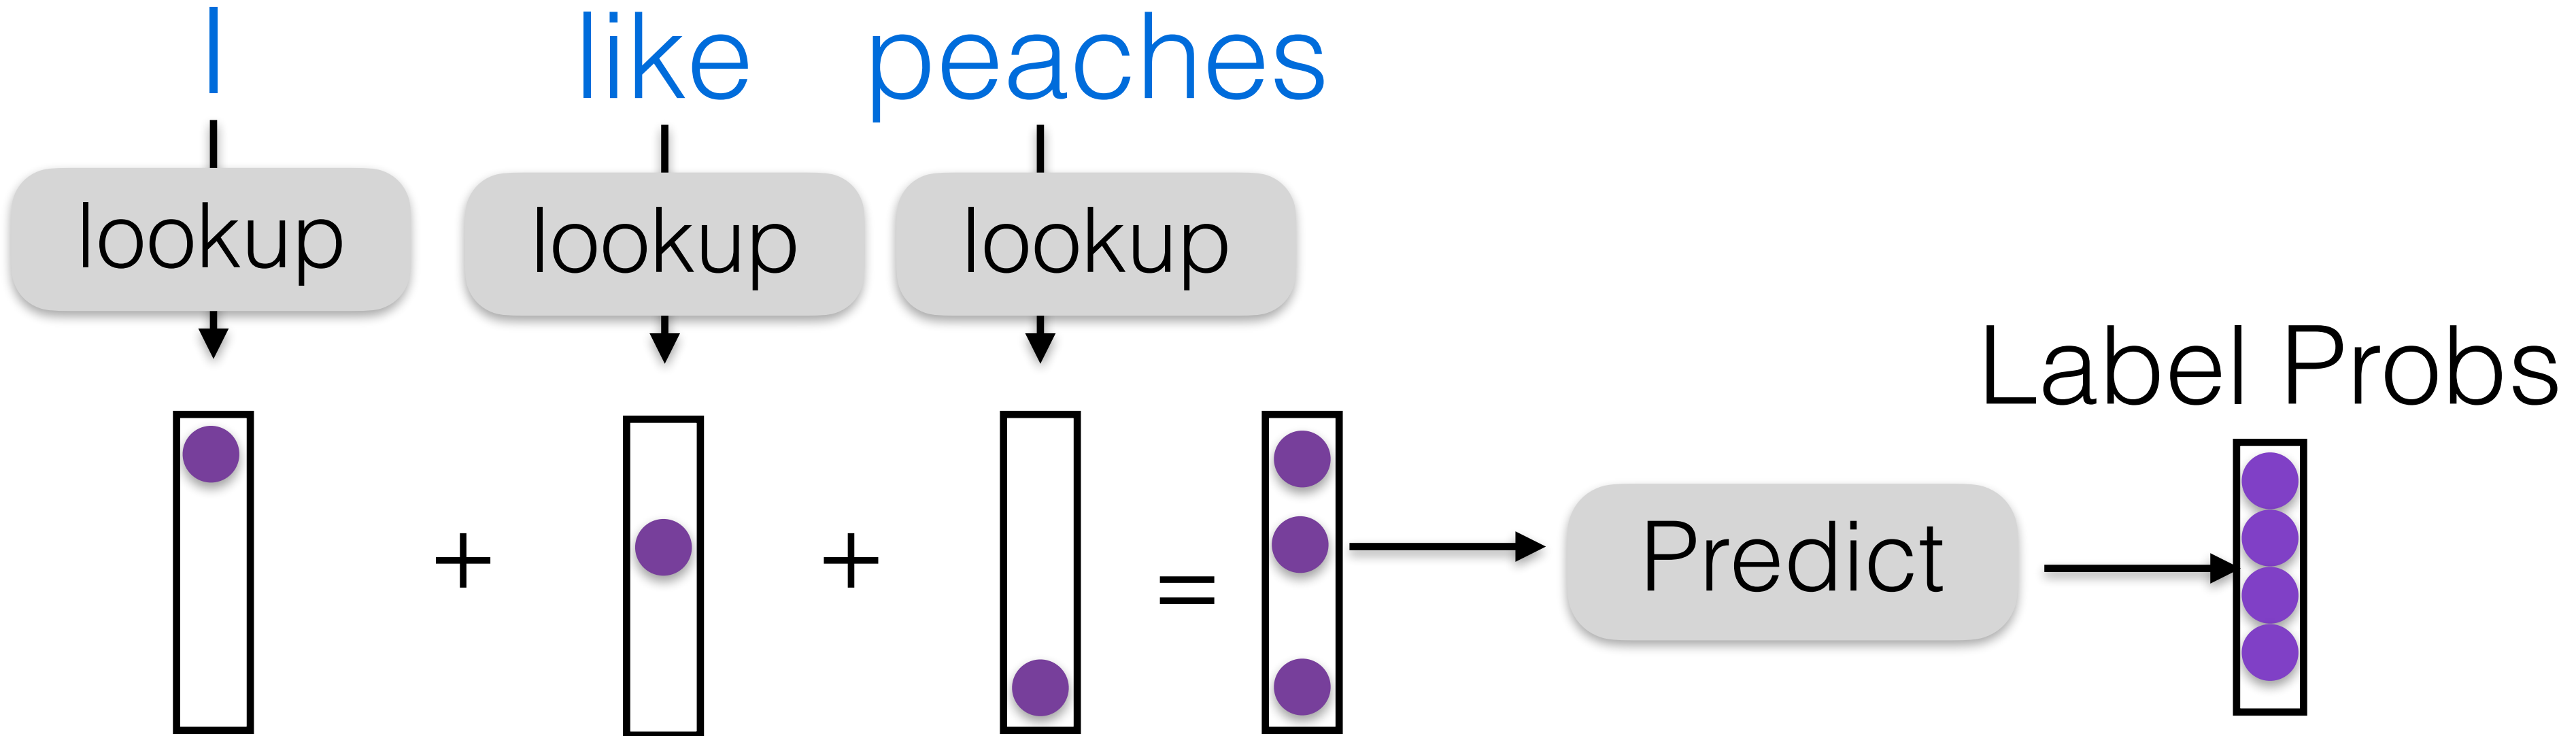 I like peaches
lookup lookup lookup
Label Probs
+ + =
Predict